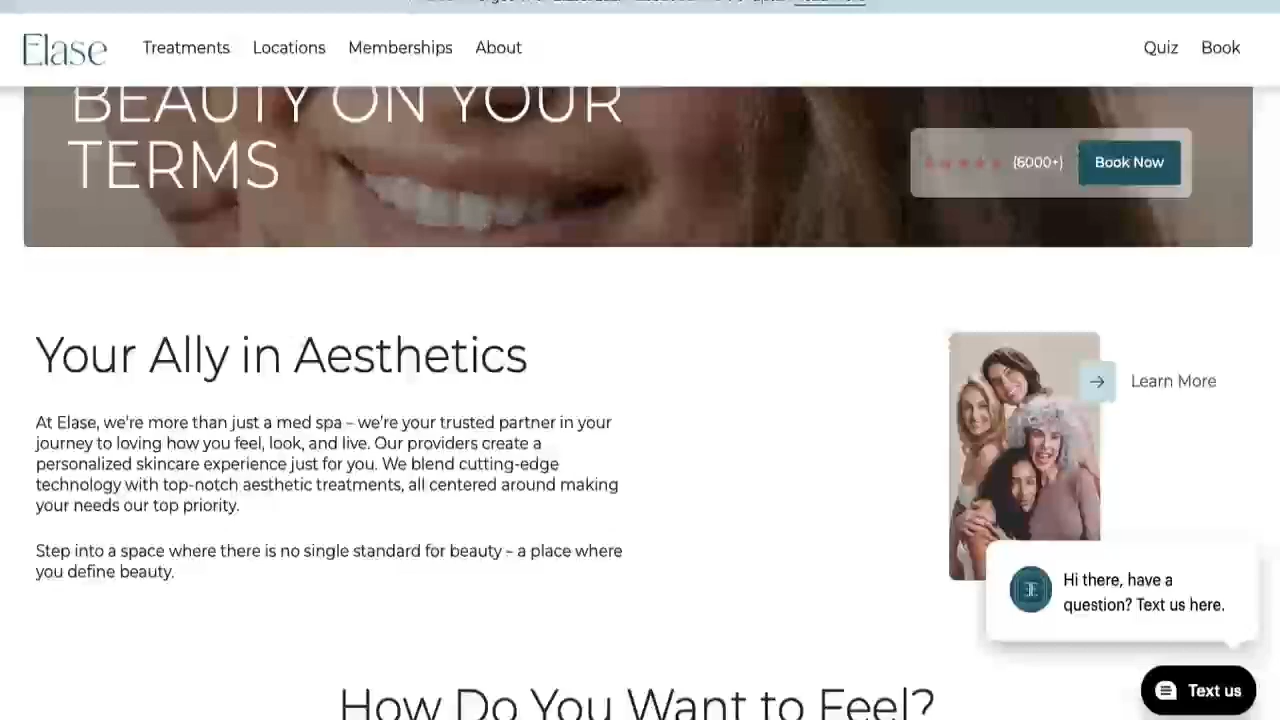 Elase
Treatments
Locations
Memberships
About
Quiz
Book
BEAUTY ON YOUR
TERMS
(6000+)
Book Now
Your Ally in Aesthetics
Learn More
At Elase, we're more than just a med spa – we're your trusted partner in your
journey to loving how you feel, look, and live. Our providers create a
personalized skincare experience just for you. We blend cutting-edge
technology with top-notch aesthetic treatments, all centered around making
your needs our top priority.
Step into a space where there is no single standard for beauty – a place where
you define beauty.
Hi there, have a
question? Text us here.
Text us
How Do You Want to Feel?